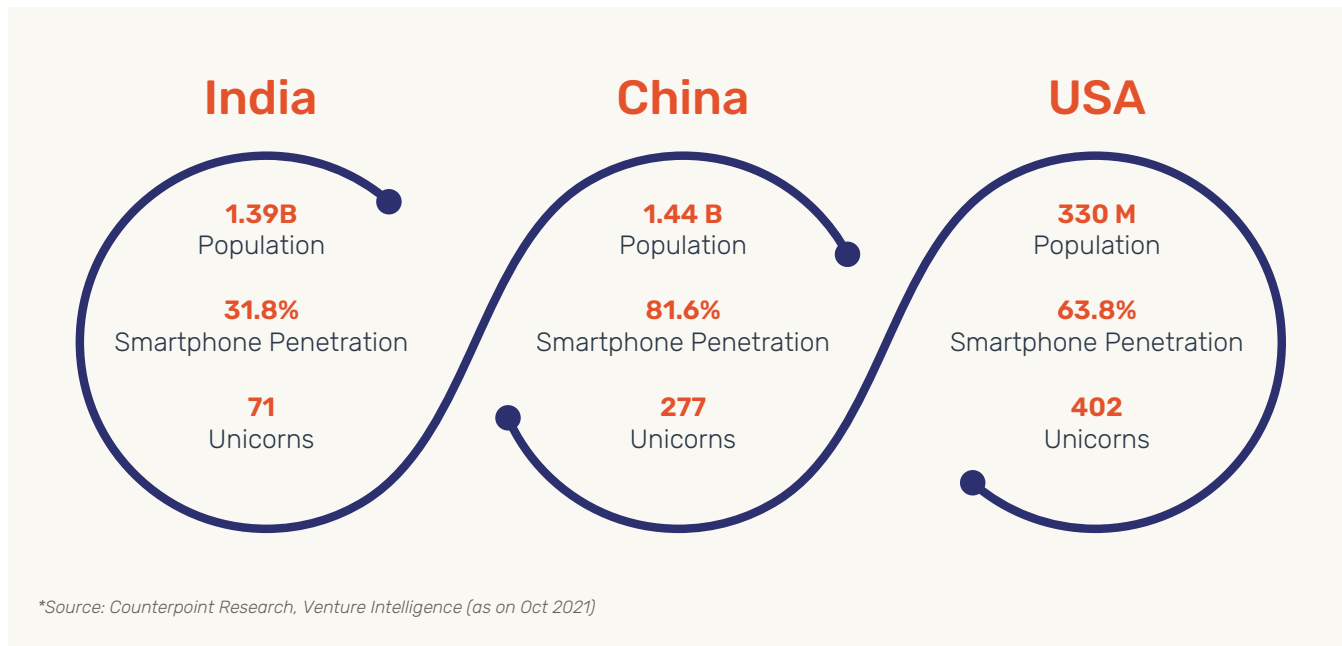 India
1.39B
Population
31.8%
Smartphone Penetration
71
Unicorns
China
1.44 B
Population
81.6%
Smartphone Penetration
277
Unicorns
USA
330 M
Population
63.8%
Smartphone Penetration
402
Unicorns
*Source: Counterpoint Research, Venture Intelligence (as on Oct 2021)